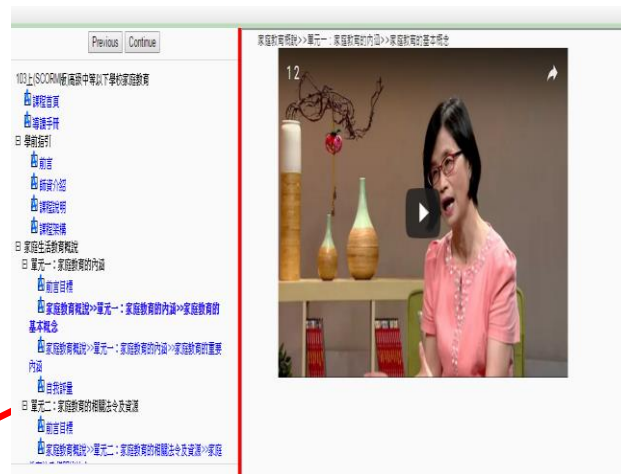 Previous Continue
103上(SCORM版)高級中等以下學校家庭教育
課程首頁
導讀手冊
學前指引
前言
師資介紹
課程說明
課程架構
家庭生活教育概說
單元一：家庭教育的內涵
前言目標
家庭教育概說>>單元一：家庭教育的內涵>>家庭教育的
基本概念
家庭教育概說>>單元一：家庭教育的內涵>>家庭教育的重要
內涵
自我評量
單元二：家庭教育的相關法令及資源
前言目標
家庭教育概說>>單元二：家庭教育的相關法令及資源>>家庭
家庭教育概說>>單元一：家庭教育的內涵>>家庭教育的基本概念
12